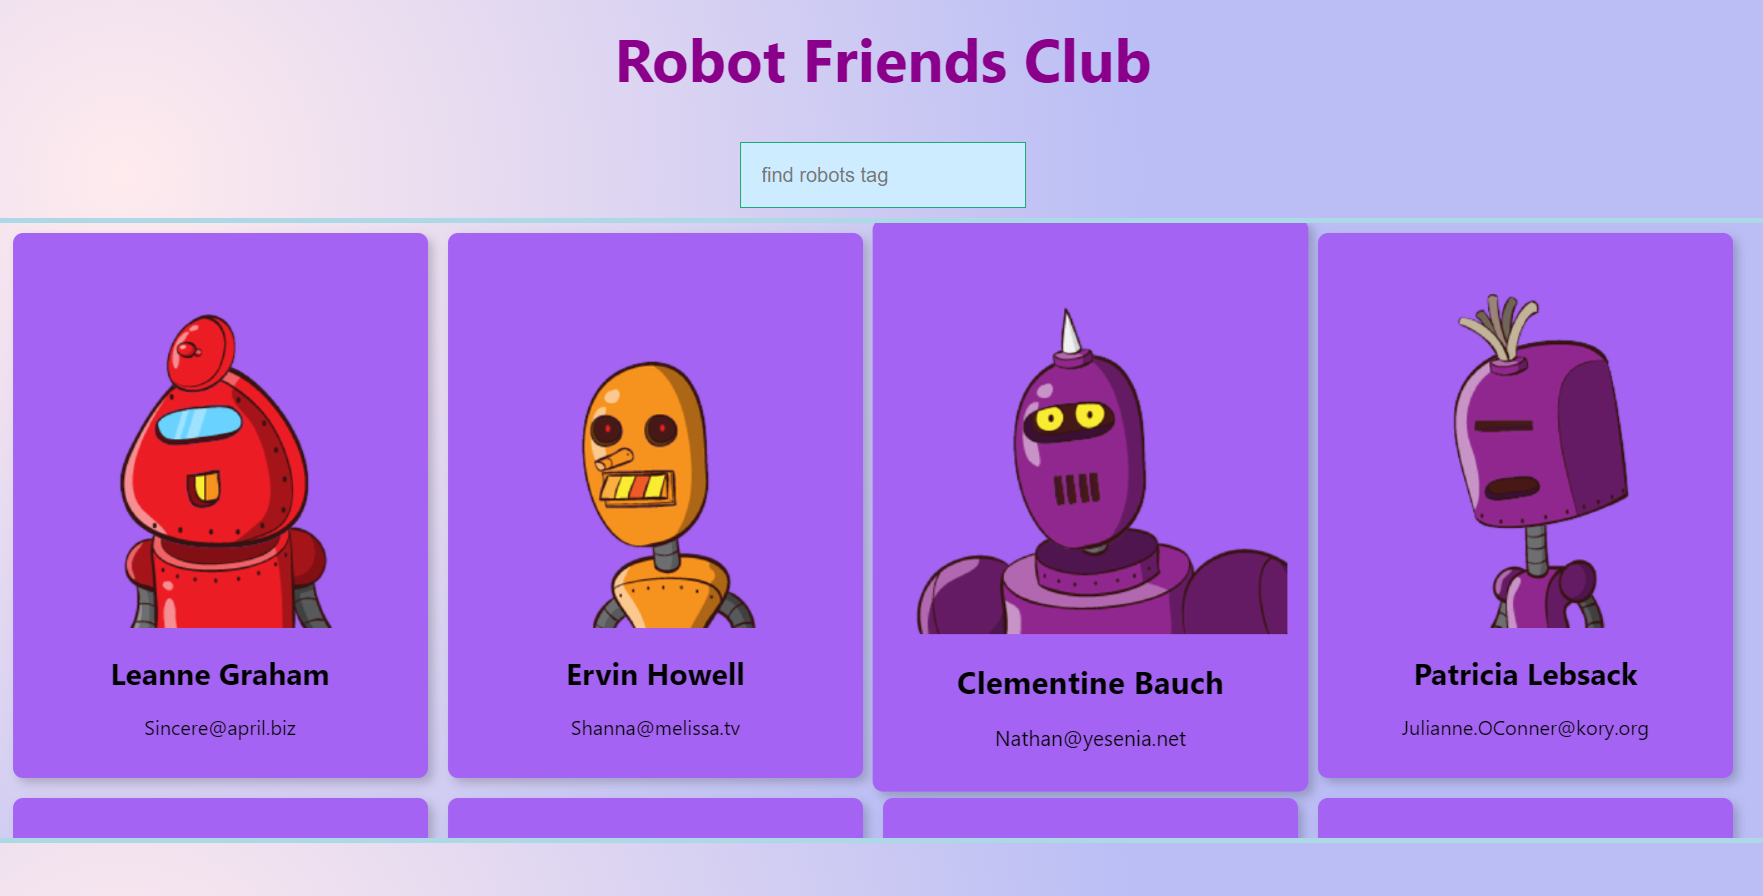 Robot Friends Club
find robots tag
Leanne Graham
Sincere@april.biz
Ervin Howell
Shanna@melissa.tv
Clementine Bauch
Nathan@yesenia.net
Patricia Lebsack
Julianne.OConner@kory.org